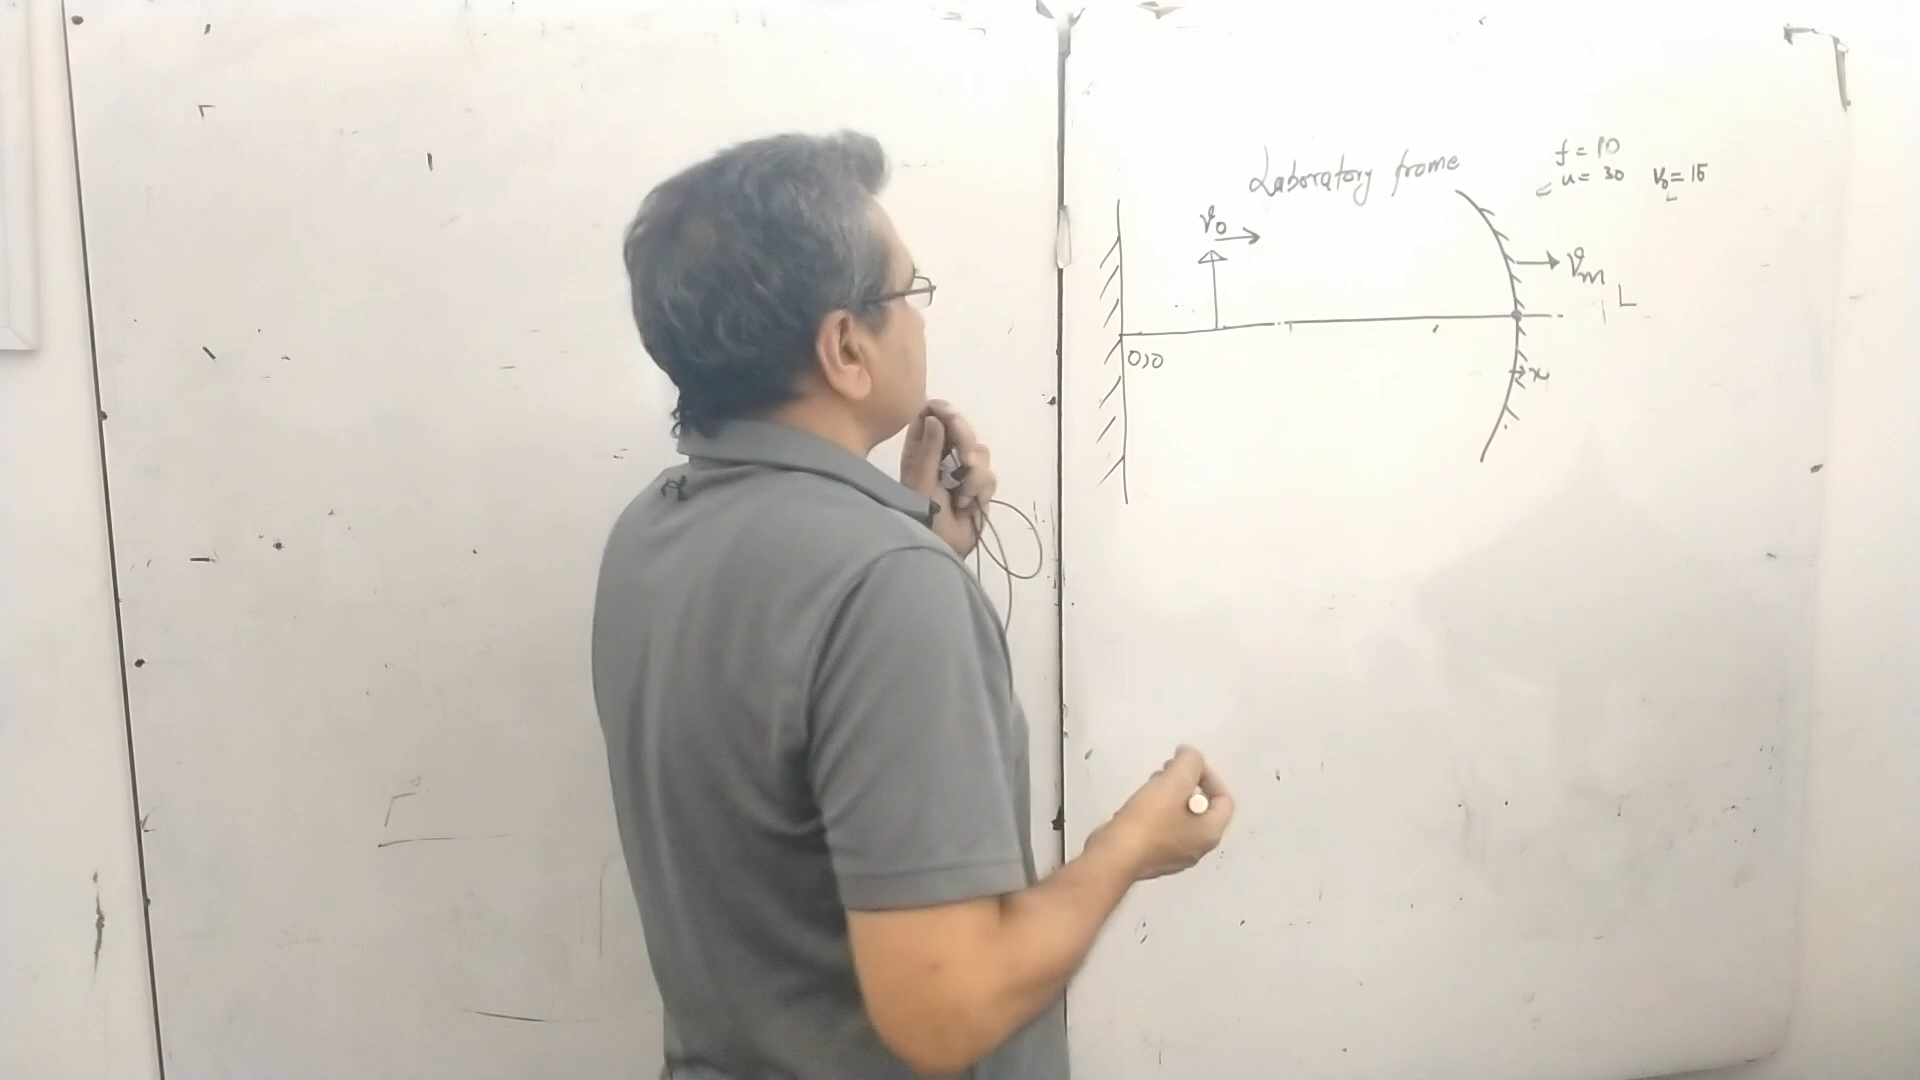 Laboratory frame
f = 10
u = 30 V₀ = 15
L
V₀
Vm
L
0,0
x